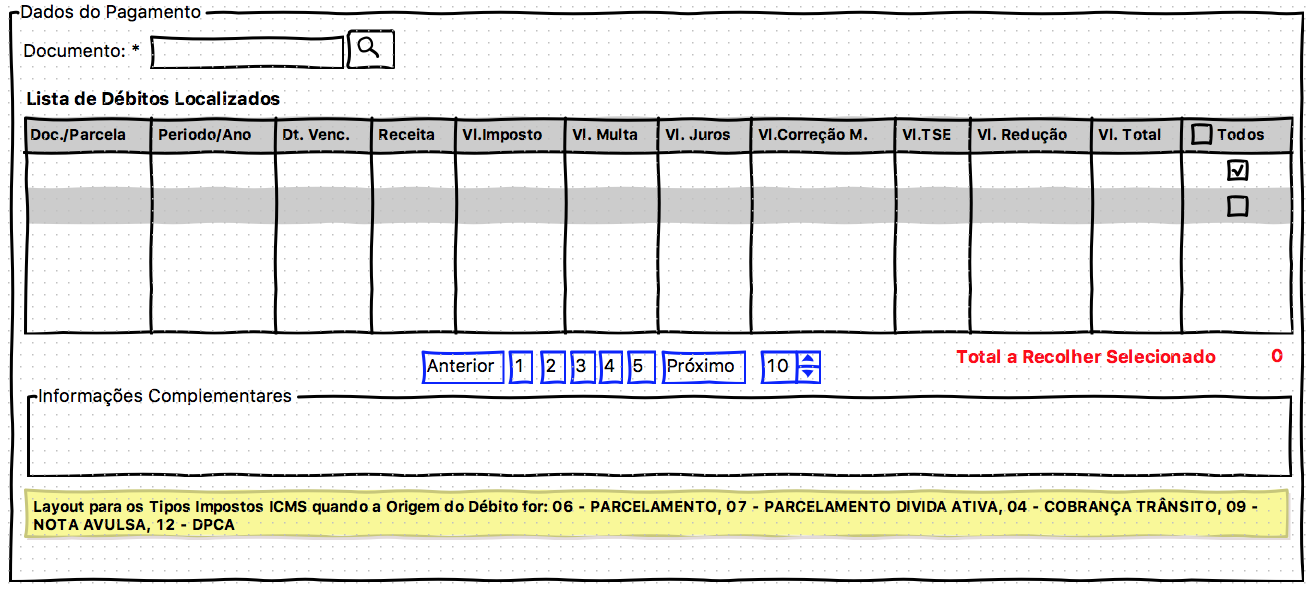 Dados do Pagamento
Documento: *
Lista de Débitos Localizados
Doc./Parcela Periodo/Ano Dt. Venc. Receita Vl.Imposto Vl. Multa Vl. Juros Vl.Correção M. Vl.TSE Vl. Redução Vl. Total Todos
Anterior 1 2 3 4 5 Próximo 10 Total a Recolher Selecionado 0
Informações Complementares
Layout para os Tipos Impostos ICMS quando a Origem do Débito for: 06 - PARCELAMENTO, 07 - PARCELAMENTO DIVIDA ATIVA, 04 - COBRANÇA TRÂNSITO, 09 -
NOTA AVULSA, 12 - DPCA